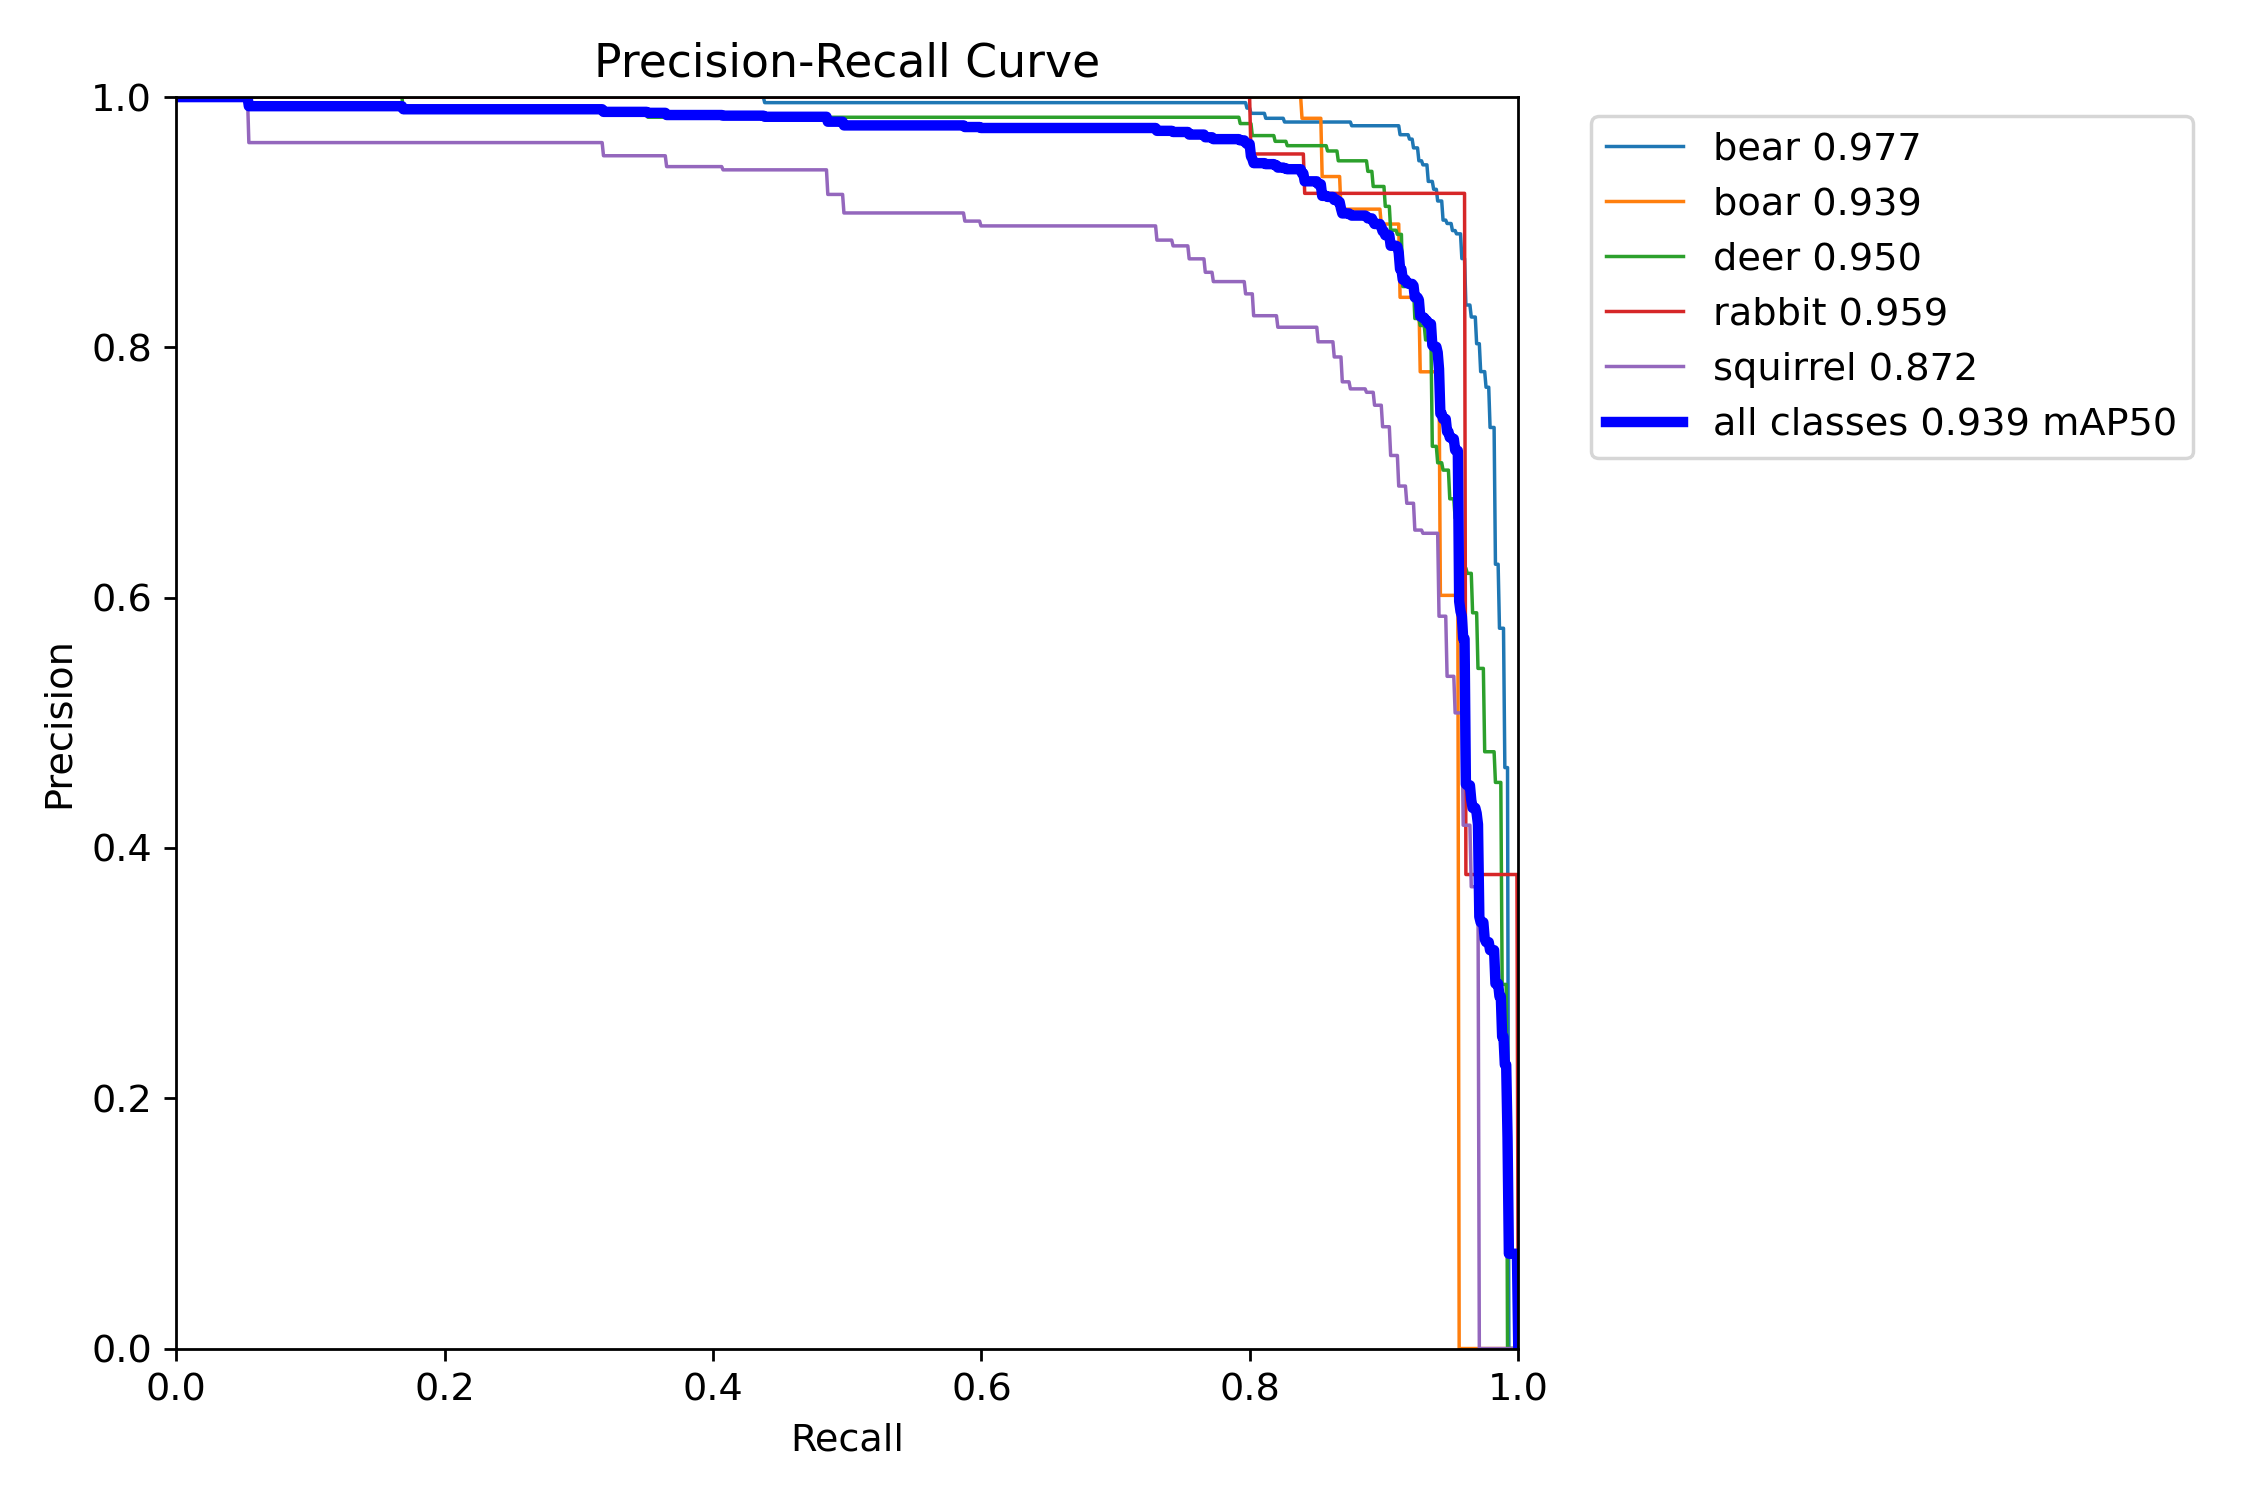 Precision-Recall Curve
1.0
0.8
0.6
0.4
0.2
0.0
Precision
0.0 0.2 0.4 0.6 0.8 1.0
Recall
bear 0.977
boar 0.939
deer 0.950
rabbit 0.959
squirrel 0.872
all classes 0.939 mAP50